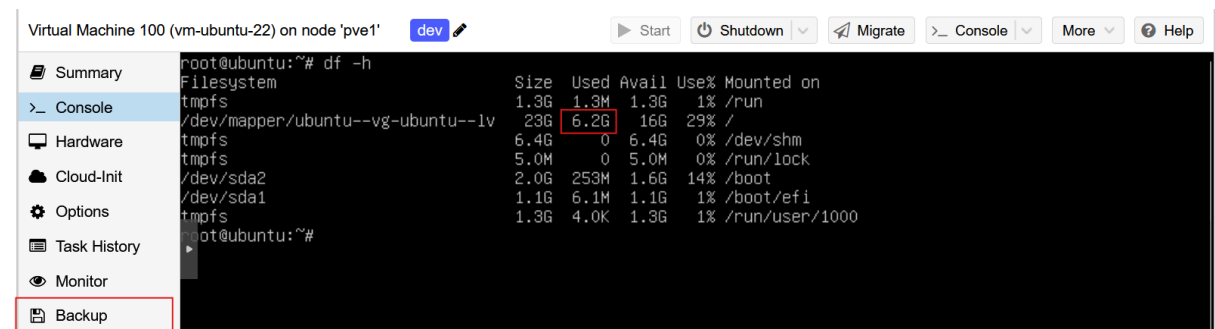 Virtual Machine 100 (vm-ubuntu-22) on node 'pve1' dev Start Shutdown Migrate >_ Console More Help
Summary
>_ Console
Hardware
Cloud-Init
Options
Task History
Monitor
Backup
root@ubuntu:~# df -h
Filesystem Size Used Avail Use% Mounted on
tmpfs 1.3G 1.3M 1.3G 1% /run
/dev/mapper/ubuntu--vg-ubuntu--lv 23G 6.2G 16G 29% /
tmpfs 6.4G 0 6.4G 0% /dev/shm
tmpfs 5.0M 0 5.0M 0% /run/lock
/dev/sda2 2.0G 253M 1.6G 14% /boot
/dev/sda1 1.1G 6.1M 1.1G 1% /boot/efi
tmpfs 1.3G 4.0K 1.3G 1% /run/user/1000
root@ubuntu:~#